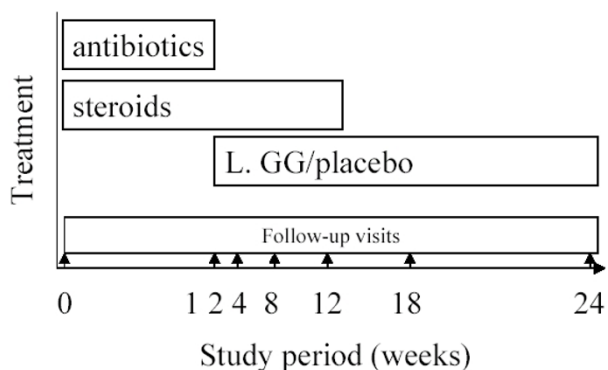 Treatment
antibiotics
steroids
L. GG/placebo
Follow-up visits
0 1 2 4 8 12 18 24
Study period (weeks)